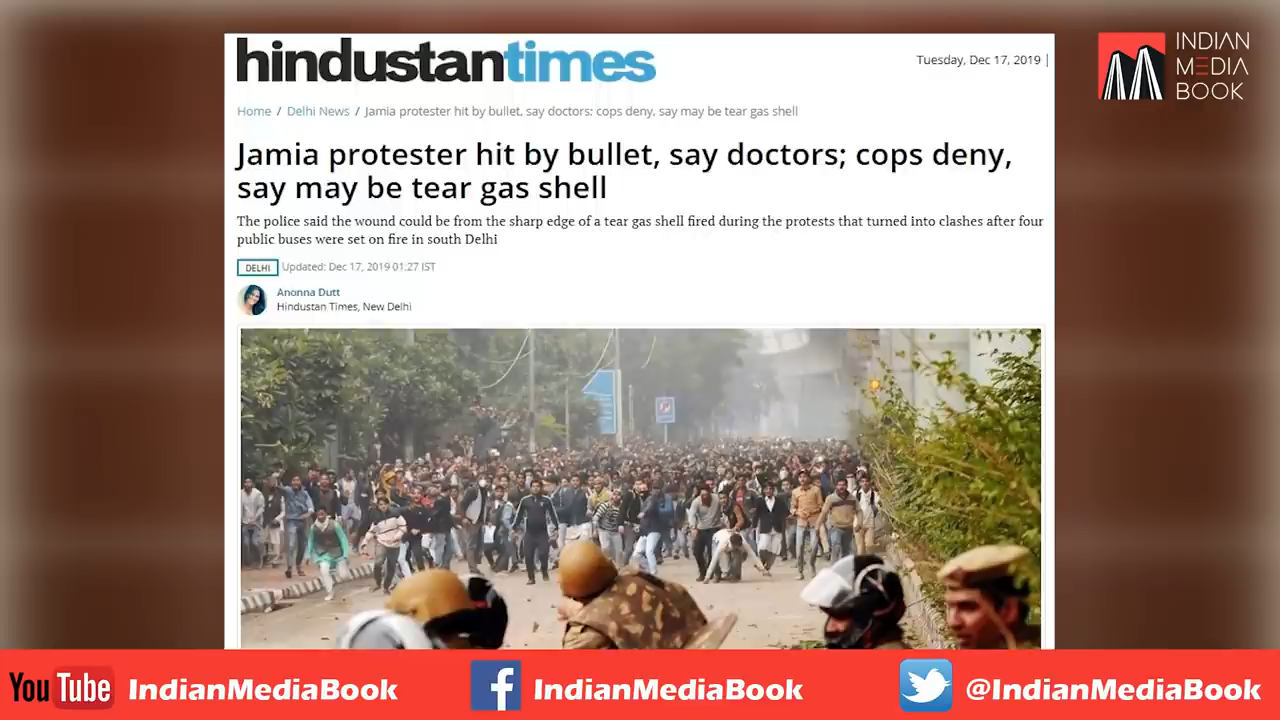 hindustantimes
Tuesday, Dec 17, 2019 |
INDIAN
MEDIA
BOOK
Home / Delhi News / Jamia protester hit by bullet, say doctors; cops deny, say may be tear gas shell
Jamia protester hit by bullet, say doctors; cops deny,
say may be tear gas shell
The police said the wound could be from the sharp edge of a tear gas shell fired during the protests that turned into clashes after four
public buses were set on fire in south Delhi
DELHI Updated: Dec 17, 2019 01:27 IST
Anonna Dutt
Hindustan Times, New Delhi
YouTube IndianMediaBook f IndianMediaBook @IndianMediaBook